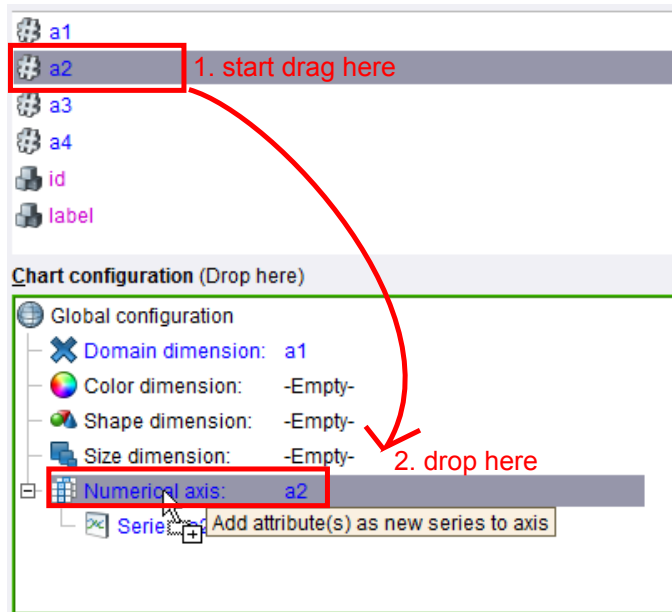 a1
a2 1. start drag here
a3
a4
id
label
Chart configuration (Drop here)
Global configuration
Domain dimension: a1
Color dimension: -Empty-
Shape dimension: -Empty-
Size dimension: -Empty-
2. drop here
Numerical axis: a2
Add attribute(s) as new series to axis